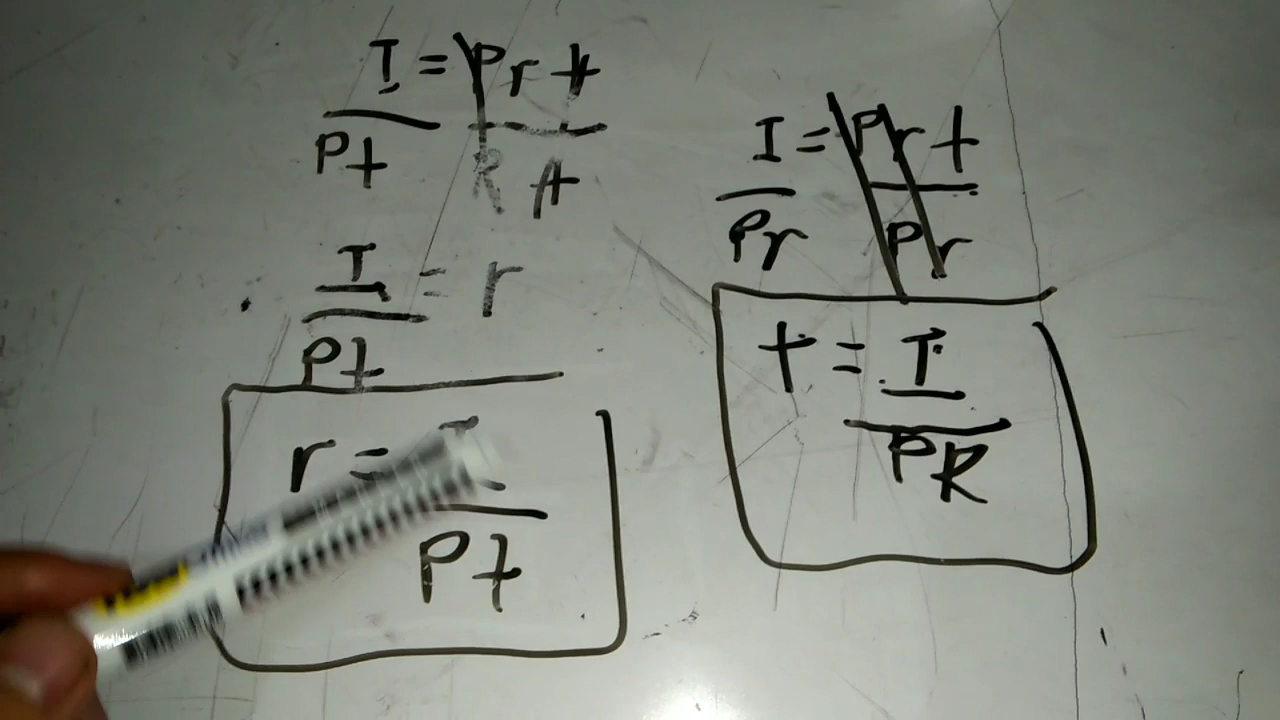 I = Prt
Pt Pt
I = r
Pt
r = I
Pt
I = Prt
Pr Pr
t = I
PR